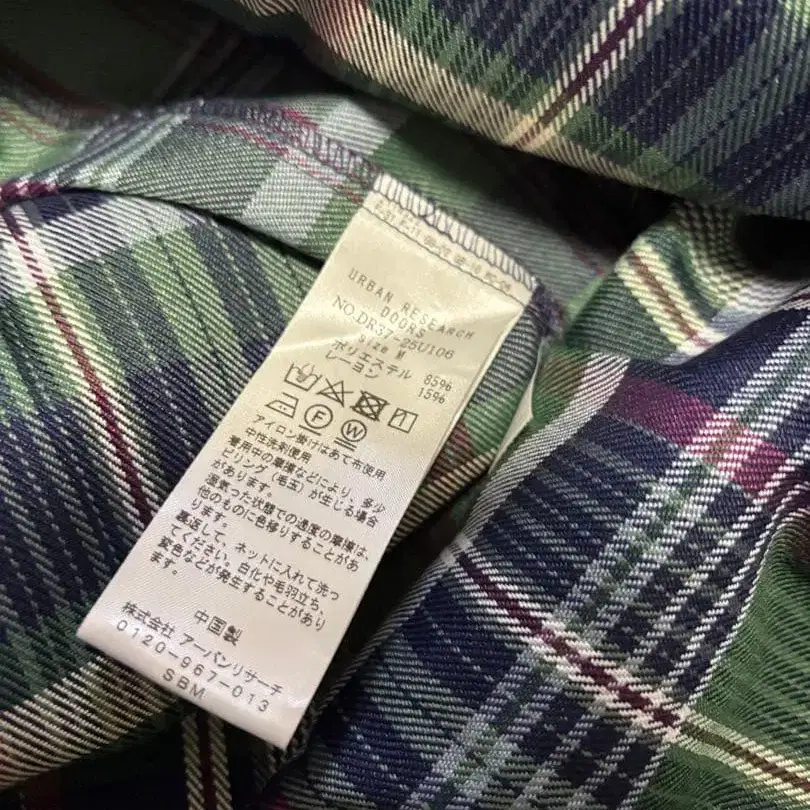 URBAN RESEARCH
DOORS
NO.DR37-25U106
Size M
ポリエステル 85%
レーヨン 15%
アイロン掛けはあて布使用
中性洗剤使用
着用中の摩擦などにより、多少
ピリング(毛玉)が生じる場合
があります。
湿気った状態での過度の摩擦は、
他のものに色移りすることがあ
ります。
裏返して、ネットに入れて洗っ
てください。白化や毛羽立ち、
変色などが発生することがあり
ます。
中国製
株式会社 アーバンリサーチ
0120-967-013
SBM